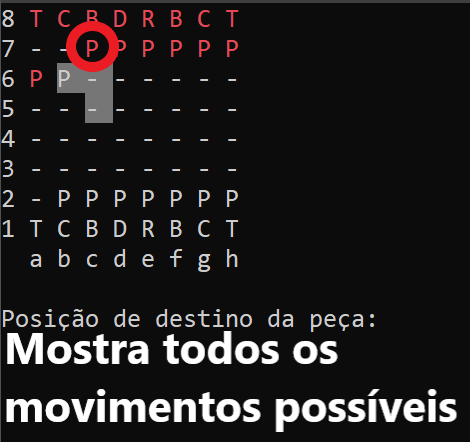 8 T C B D R B C T
7 - - P P P P P P
6 P P - - - - - -
5 - - - - - - - -
4 - - - - - - - -
3 - - - - - - - -
2 - P P P P P P P
1 T C B D R B C T
a b c d e f g h
Posição de destino da peça:
Mostra todos os
movimentos possíveis